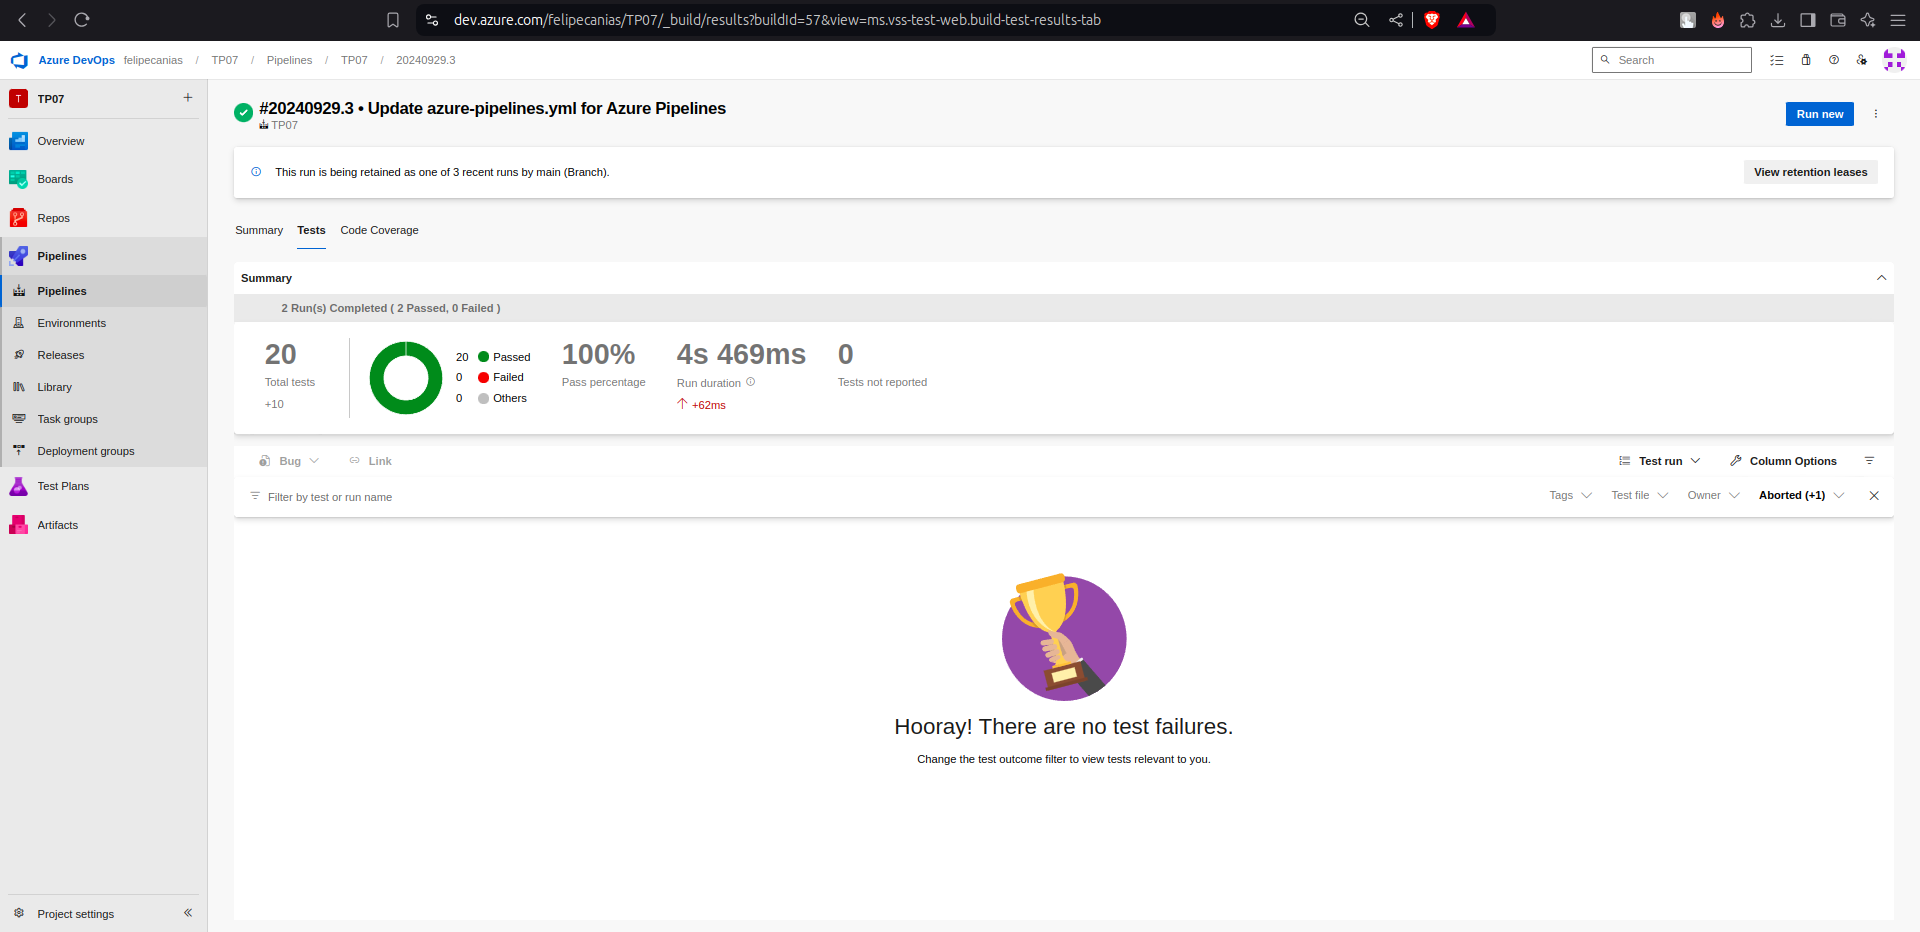 dev.azure.com/felipecanias/TP07/_build/results?buildId=57&view=ms.vss-test-web.build-test-results-tab
Azure DevOps felipecanias / TP07 / Pipelines / TP07 / 20240929.3
Search
T TP07
Overview
Boards
Repos
Pipelines
Pipelines
Environments
Releases
Library
Task groups
Deployment groups
Test Plans
Artifacts
Project settings
#20240929.3 • Update azure-pipelines.yml for Azure Pipelines
TP07
Run new
This run is being retained as one of 3 recent runs by main (Branch).
View retention leases
Summary Tests Code Coverage
Summary
2 Run(s) Completed ( 2 Passed, 0 Failed )
20
Total tests
+10
20 Passed
0 Failed
0 Others
100%
Pass percentage
4s 469ms
Run duration
+62ms
0
Tests not reported
Bug Link
Test run Column Options
Filter by test or run name
Tags Test file Owner Aborted (+1)
Hooray! There are no test failures.
Change the test outcome filter to view tests relevant to you.